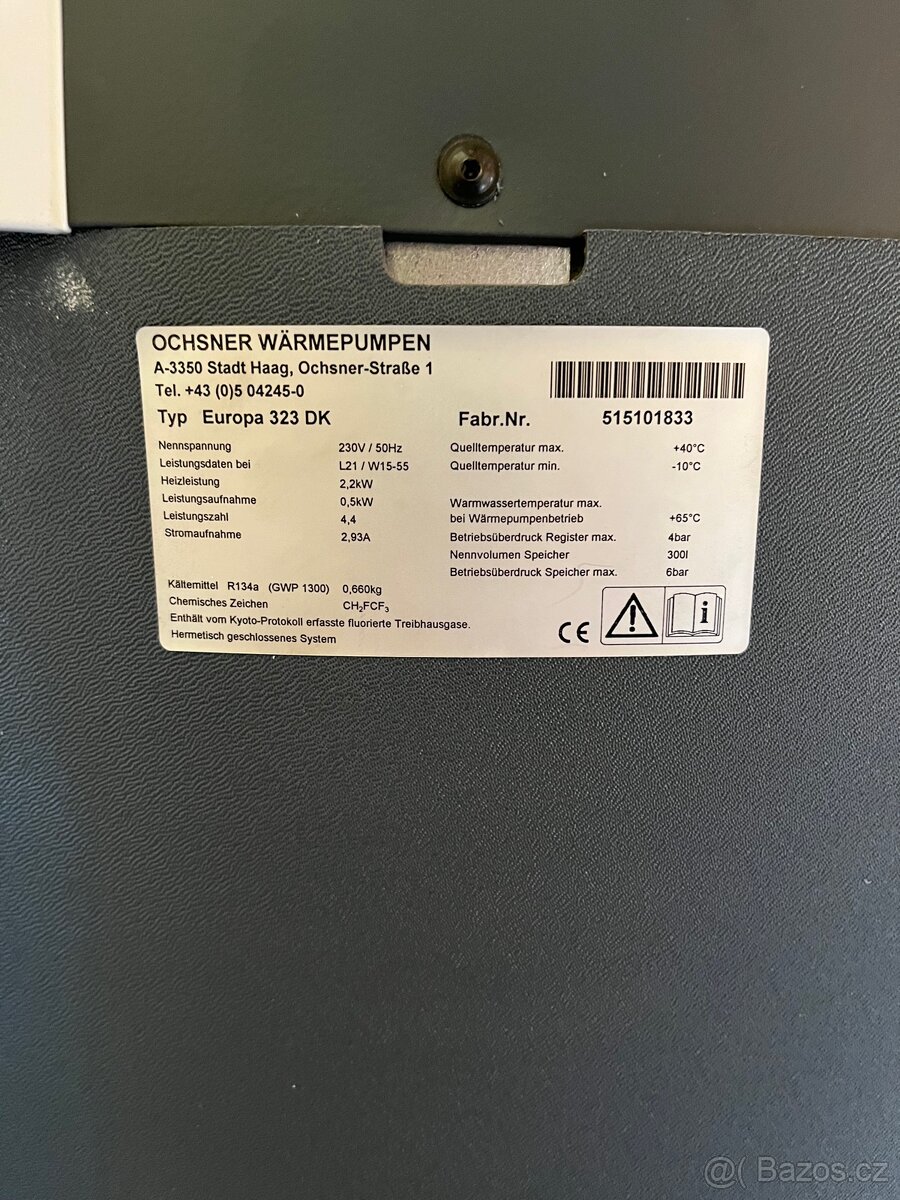 OCHSNER WÄRMEPUMPEN
A-3350 Stadt Haag, Ochsner-Straße 1
Tel. +43 (0)5 04245-0
Typ Europa 323 DK Fabr.Nr. 515101833
Nennspannung 230V / 50Hz
Leistungsdaten bei L21 / W15-55
Heizleistung 2,2kW
Leistungsaufnahme 0,5kW
Leistungszahl 4,4
Stromaufnahme 2,93A
Quelltemperatur max. +40°C
Quelltemperatur min. -10°C
Warmwassertemperatur max.
bei Wärmepumpenbetrieb +65°C
Betriebsüberdruck Register max. 4bar
Nennvolumen Speicher 300l
Betriebsüberdruck Speicher max. 6bar
Kältemittel R134a (GWP 1300) 0,660kg
Chemisches Zeichen CH₂FCF₃
Enthält vom Kyoto-Protokoll erfasste fluorierte Treibhausgase.
Hermetisch geschlossenes System
CE
i
@( Bazos.cz